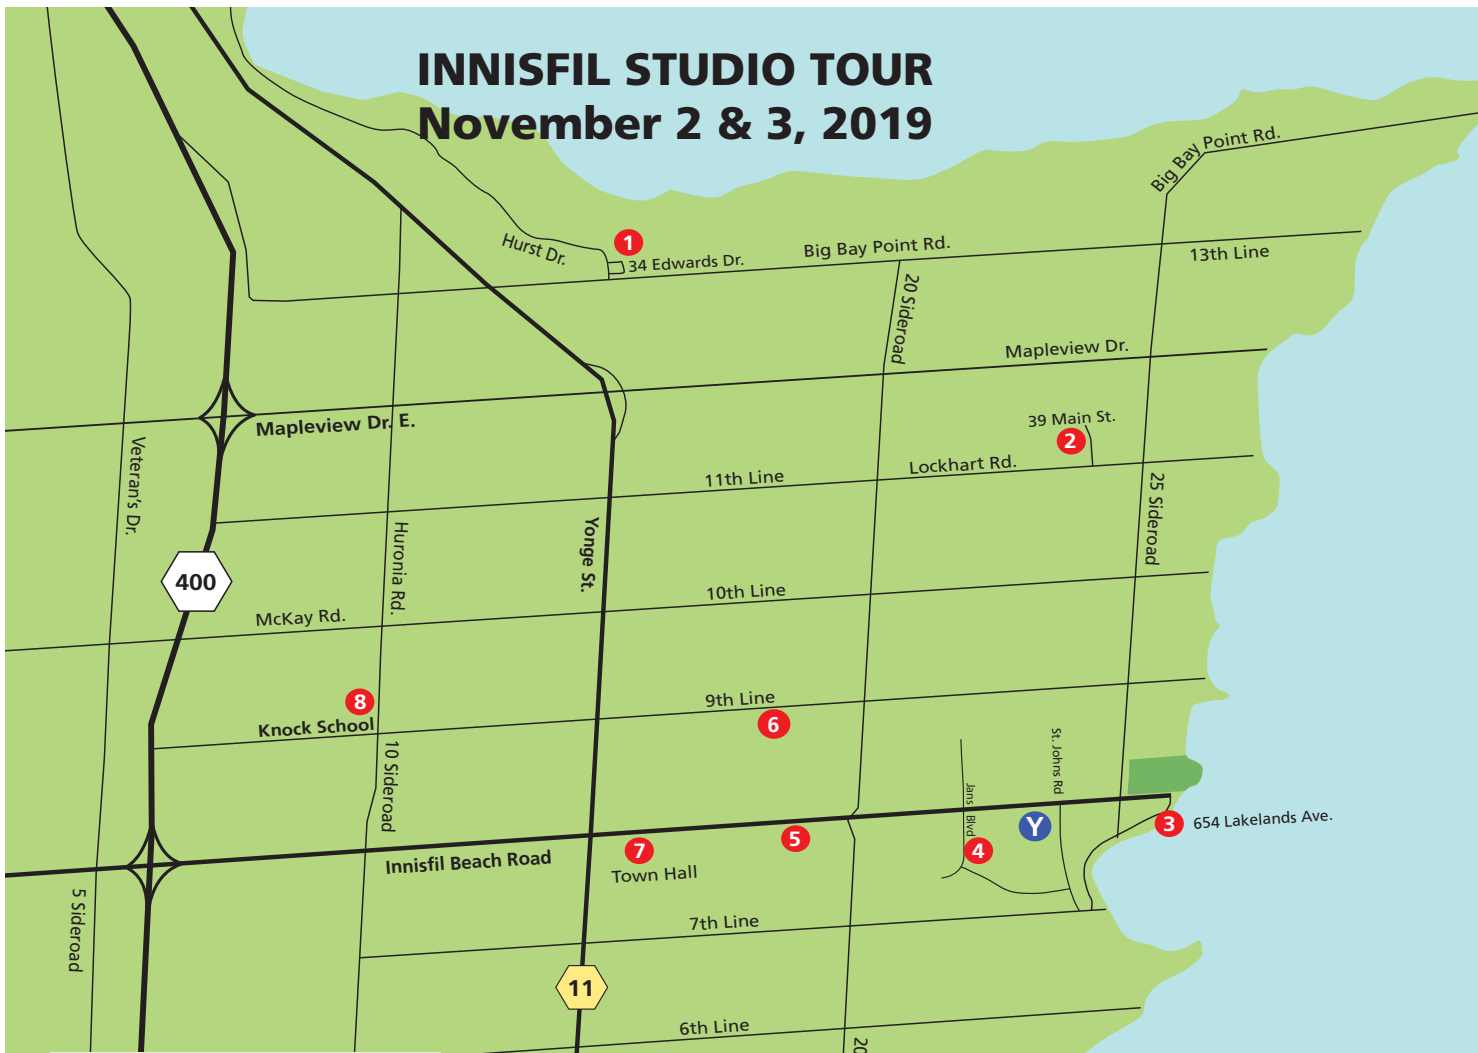 INNISFIL STUDIO TOUR
November 2 & 3, 2019
Big Bay Point Rd.
Hurst Dr.
1
34 Edwards Dr.
Big Bay Point Rd.
13th Line
20 Sideroad
Mapleview Dr.
Mapleview Dr. E.
39 Main St.
2
Veteran's Dr.
11th Line
Lockhart Rd.
25 Sideroad
Huronia Rd.
Yonge St.
400
10th Line
McKay Rd.
8
Knock School
9th Line
6
10 Sideroad
St. Johns Rd
Jans Blvd
Y
3
654 Lakelands Ave.
5
7
4
Innisfil Beach Road
Town Hall
5 Sideroad
7th Line
11
6th Line
20